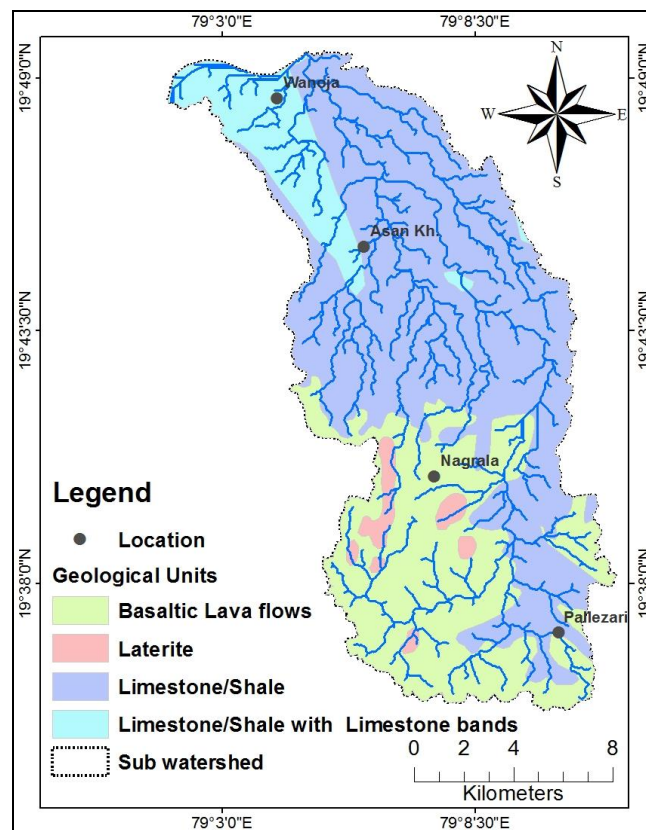 79°3'0"E 79°8'30"E
19°49'0"N 19°49'0"N
Wanoja
N
W E
S
Asan Kh.
19°43'30"N 19°43'30"N
Nagrala
Legend
Location
Geological Units
19°38'0"N 19°38'0"N
Basaltic Lava flows
Pallezari
Laterite
Limestone/Shale
Limestone/Shale with Limestone bands
Sub watershed
0 2 4 6 8
Kilometers
79°3'0"E 79°8'30"E